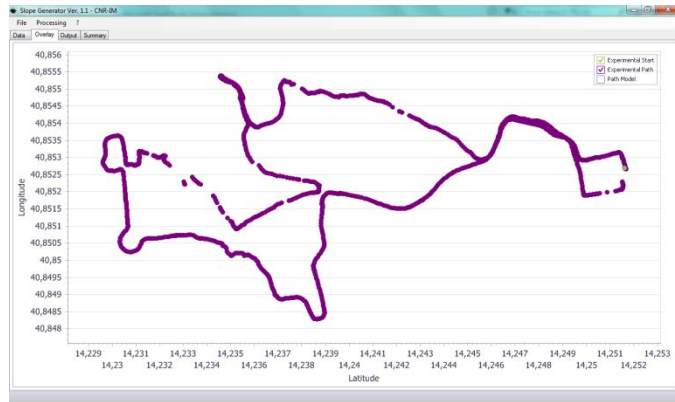 Slope Generator Ver. 1.1 - CNR-IM
File Processing ?
Data Overlay Output Summary
40,856
40,8555
40,855
40,8545
40,854
40,8535
40,853
40,8525
40,852
40,8515
40,851
40,8505
40,85
40,8495
40,849
40,8485
40,848
Longitude
Experimental Start
Experimental Path
Path Model
14,229 14,231 14,233 14,235 14,237 14,239 14,241 14,243 14,245 14,247 14,249 14,251 14,253
14,23 14,232 14,234 14,236 14,238 14,24 14,242 14,244 14,246 14,248 14,25 14,252
Latitude